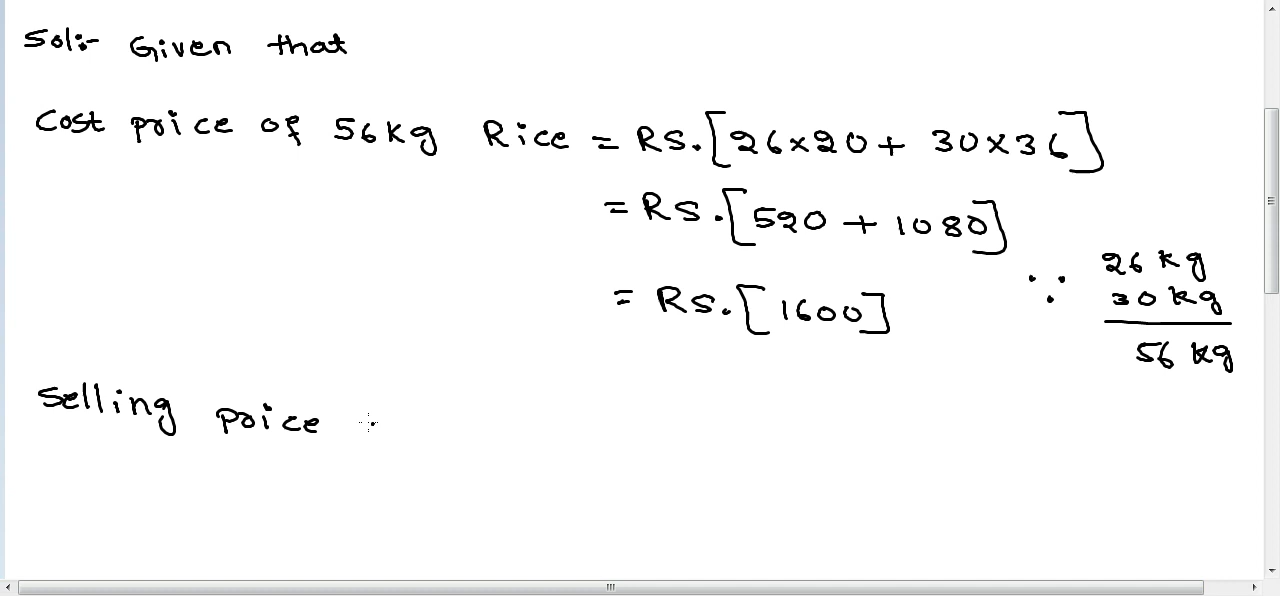 Sol:- Given that
Cost price of 56kg Rice = RS.[26×20 + 30×36]
= RS.[520 + 1080]
= RS.[1600]
∵ 26 kg
30 kg
56 kg
Selling price